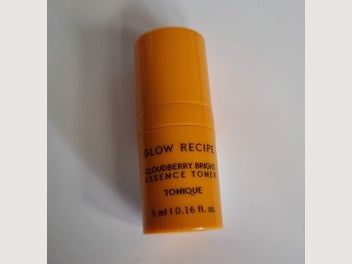 GLOW RECIPE
CLOUDBERRY BRIGHT
ESSENCE TONER
TONIQUE
5 ml | 0.16 fl. oz.